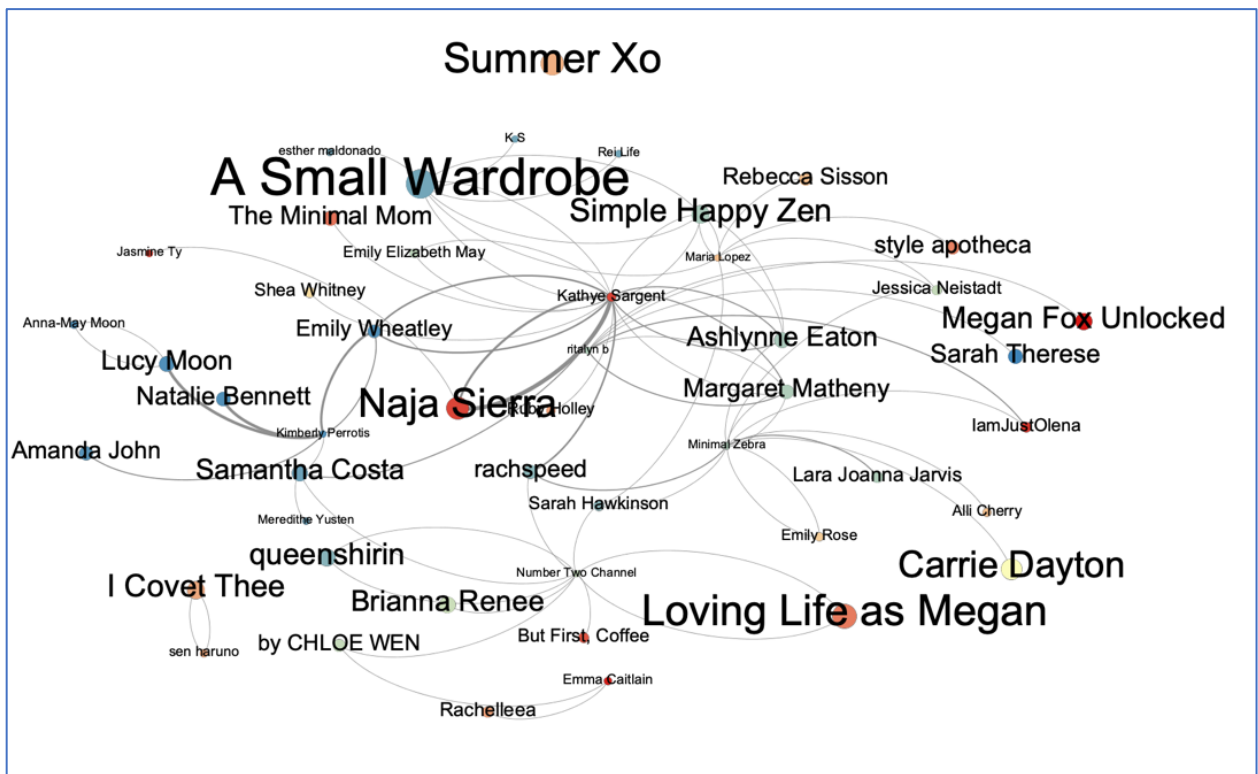 Summer Xo
K S
esther maldonado
Rei Life
A Small Wardrobe
Rebecca Sisson
The Minimal Mom
Simple Happy Zen
Jasmine Ty
Emily Elizabeth May
Maria Lopez
style apotheca
Shea Whitney
Kathye Sargent
Jessica Neistadt
Anna-May Moon
Emily Wheatley
Megan Fox Unlocked
Ashlynne Eaton
ritalyn b
Sarah Therese
Lucy Moon
Natalie Bennett
Margaret Matheny
Naja Sierra
Ruby Holley
IamJustOlena
Kimberly Perrotis
Minimal Zebra
Amanda John
Samantha Costa
rachspeed
Lara Joanna Jarvis
Sarah Hawkinson
Alli Cherry
Meredithe Yusten
Emily Rose
queenshirin
Number Two Channel
Carrie Dayton
I Covet Thee
Brianna Renee
Loving Life as Megan
by CHLOE WEN
But First, Coffee
sen haruno
Emma Caitlain
Rachelleea